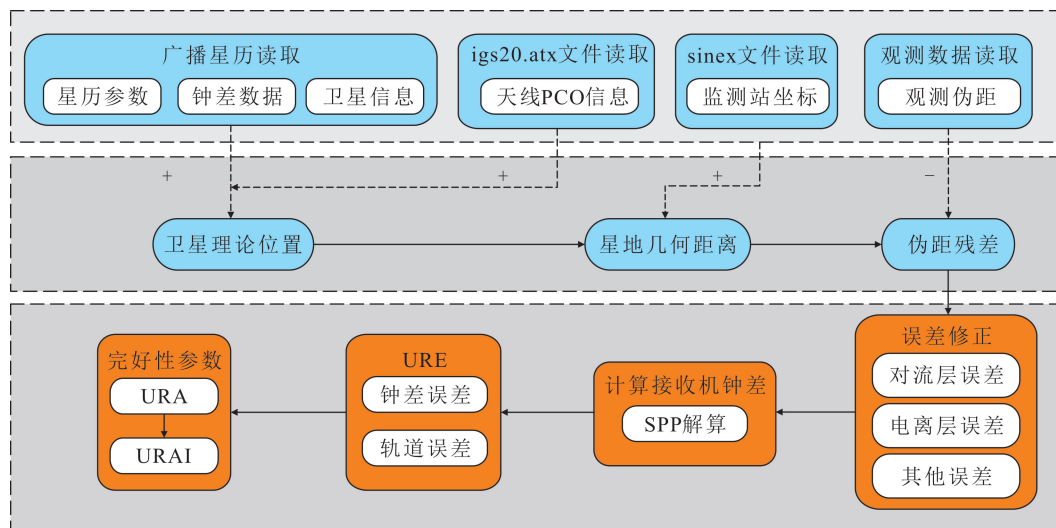 广播星历读取
星历参数
钟差数据
卫星信息
igs20.atx文件读取
天线PCO信息
sinex文件读取
监测站坐标
观测数据读取
观测伪距
+
+
+
−
卫星理论位置
星地几何距离
伪距残差
完好性参数
URA
URAI
URE
钟差误差
轨道误差
计算接收机钟差
SPP解算
误差修正
对流层误差
电离层误差
其他误差